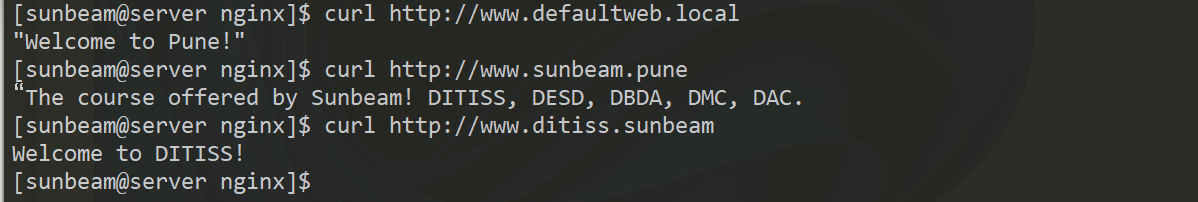 [sunbeam@server nginx]$ curl http://www.defaultweb.local
"Welcome to Pune!"
[sunbeam@server nginx]$ curl http://www.sunbeam.pune
“The course offered by Sunbeam! DITISS, DESD, DBDA, DMC, DAC.
[sunbeam@server nginx]$ curl http://www.ditiss.sunbeam
Welcome to DITISS!
[sunbeam@server nginx]$